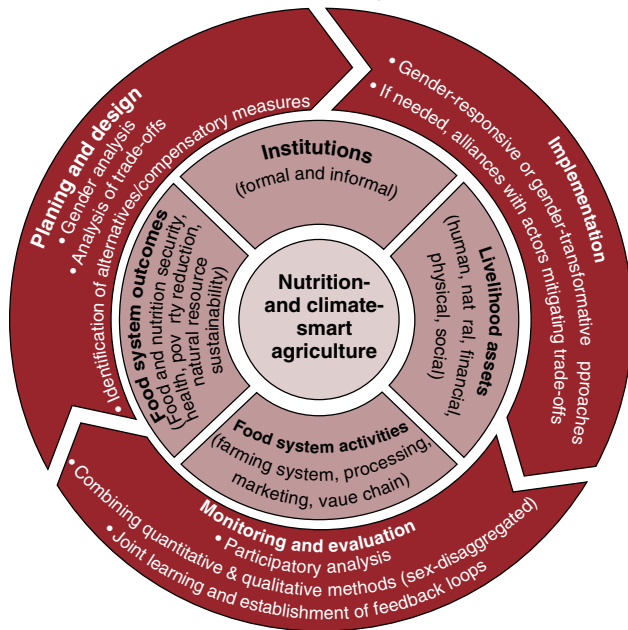 Planing and design
• Gender analysis
• Analysis of trade-offs
• Identification of alternatives/compensatory measures
Implementation
• Gender-responsive or gender-transformative pproaches
• If needed, alliances with actors mitigating trade-offs
Monitoring and evaluation
• Participatory analysis
• Combining quantitative & qualitative methods (sex-disaggregated)
• Joint learning and establishment of feedback loops
Institutions
(formal and informal)
Livelihood assets
(human, nat ral, financial,
physical, social)
Food system activities
(farming system, processing,
marketing, vaue chain)
Food system outcomes
(Food and nutrition security,
health, pov rty reduction,
natural resource
sustainability)
Nutrition-
and climate-
smart
agriculture